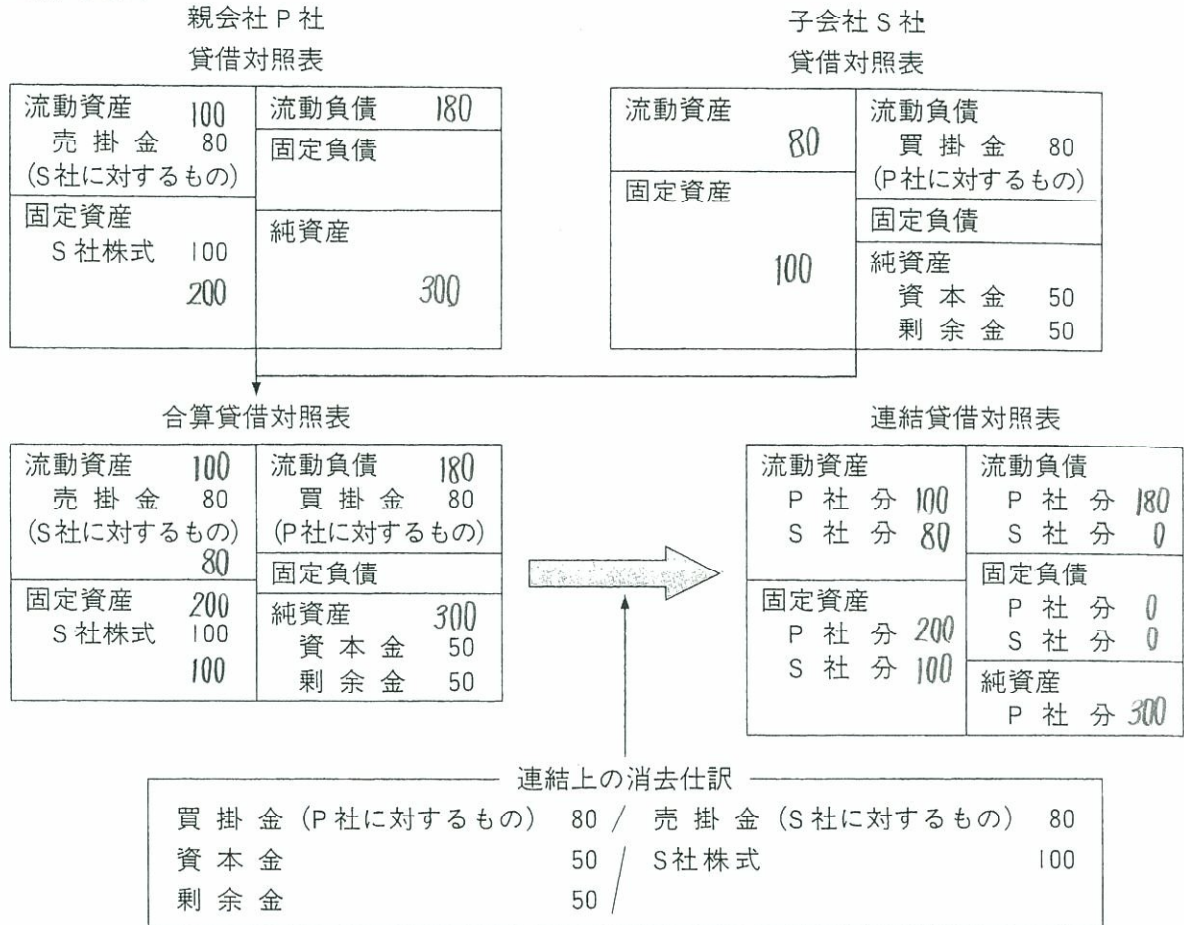 親会社P社
貸借対照表
流動資産 100
売掛金 80
(S社に対するもの)
固定資産
S社株式 100
200
流動負債 180
固定負債
純資産
300
子会社S社
貸借対照表
流動資産
80
固定資産
100
流動負債
買掛金 80
(P社に対するもの)
固定負債
純資産
資本金 50
剰余金 50
合算貸借対照表
流動資産 100
売掛金 80
(S社に対するもの)
80
固定資産 200
S社株式 100
100
流動負債 180
買掛金 80
(P社に対するもの)
固定負債
純資産 300
資本金 50
剰余金 50
連結貸借対照表
流動資産
P社分 100
S社分 80
固定資産
P社分 200
S社分 100
流動負債
P社分 180
S社分 0
固定負債
P社分 0
S社分 0
純資産
P社分 300
連結上の消去仕訳
買掛金(P社に対するもの) 80 / 売掛金(S社に対するもの) 80
資本金 50 / S社株式 100
剰余金 50 /